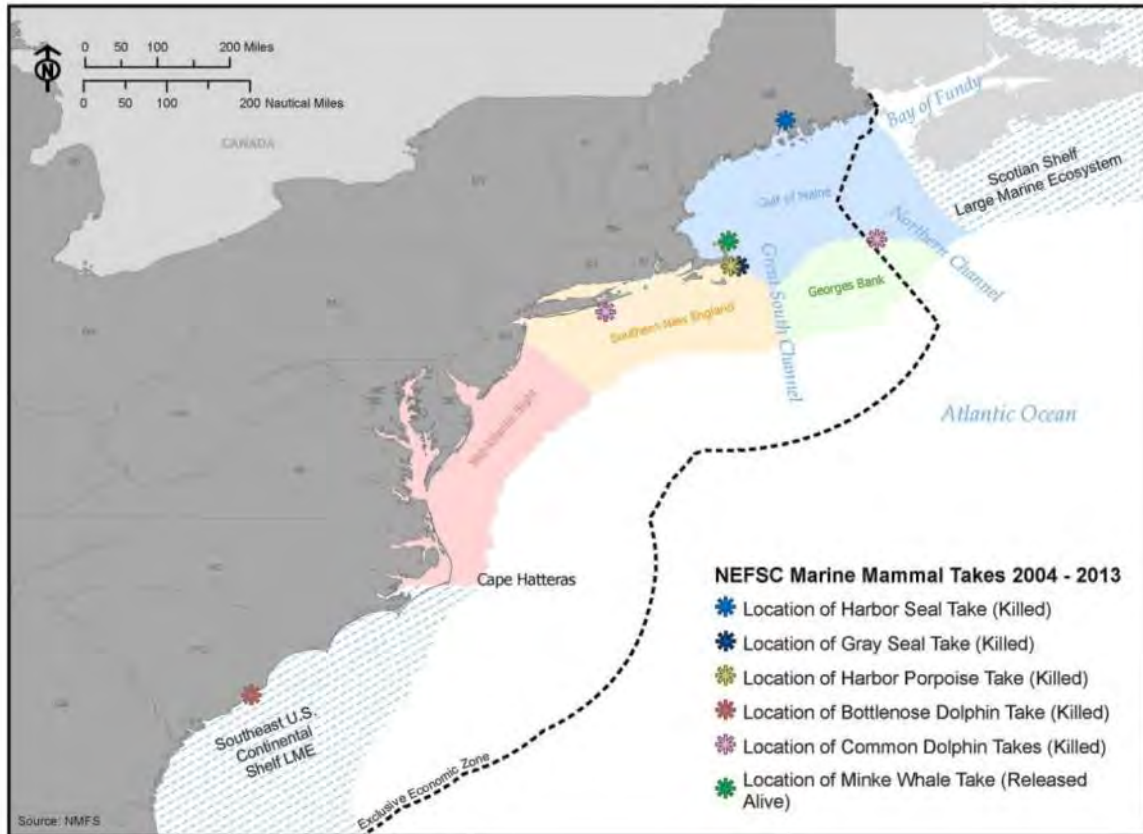 0 50 100 200 Miles
N
0 50 100 200 Nautical Miles
CANADA
Bay of Fundy
Scotian Shelf
Large Marine Ecosystem
Gulf of Maine
Northern Channel
Great South Channel
Georges Bank
Southern New England
Mid-Atlantic Bight
Atlantic Ocean
Cape Hatteras
Southeast U.S.
Continental
Shelf LME
Exclusive Economic Zone
NEFSC Marine Mammal Takes 2004 - 2013
Location of Harbor Seal Take (Killed)
Location of Gray Seal Take (Killed)
Location of Harbor Porpoise Take (Killed)
Location of Bottlenose Dolphin Take (Killed)
Location of Common Dolphin Takes (Killed)
Location of Minke Whale Take (Released
Alive)
Source: NMFS